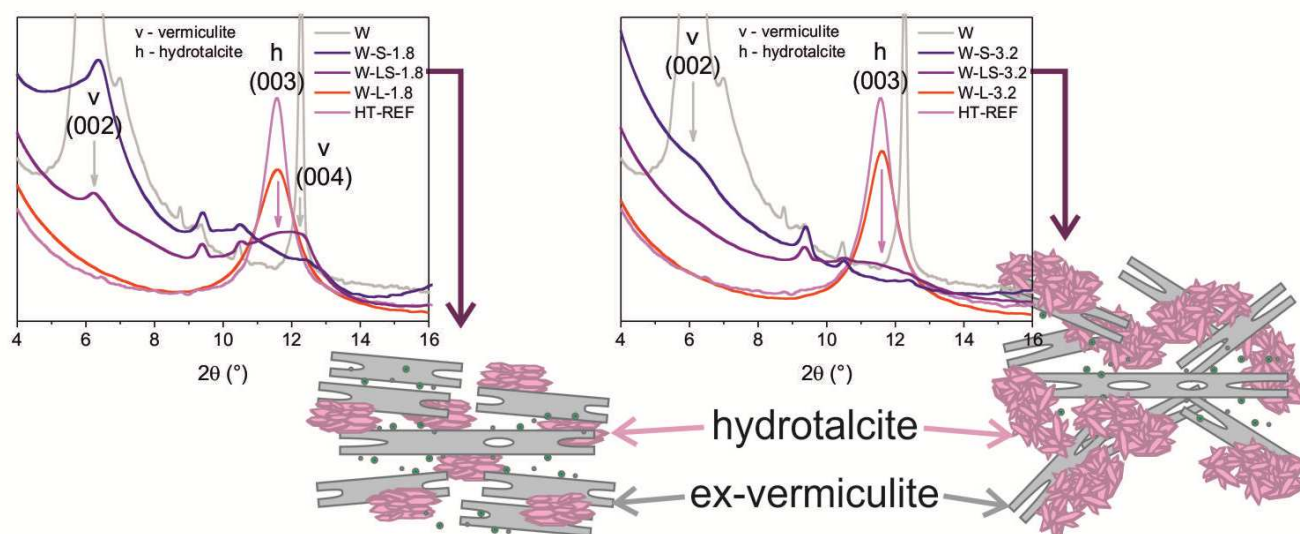 v - vermiculite
h - hydrotalcite
v
(002)
h
(003)
v
(004)
W
W-S-1.8
W-LS-1.8
W-L-1.8
HT-REF
4 6 8 10 12 14 16
2θ (°)
v - vermiculite
h - hydrotalcite
v
(002)
h
(003)
W
W-S-3.2
W-LS-3.2
W-L-3.2
HT-REF
4 6 8 10 12 14 16
2θ (°)
hydrotalcite
ex-vermiculite